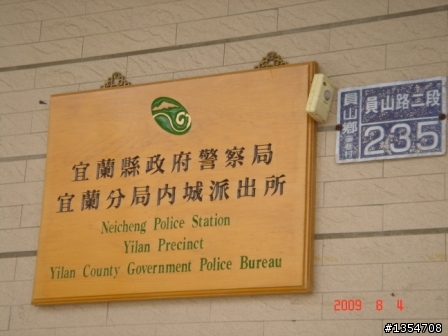 宜蘭縣政府警察局
宜蘭分局內城派出所
Neicheng Police Station
Yilan Precinct
Yilan County Government Police Bureau
員山鄉
員山路二段
235
2009 8 4
#1354708